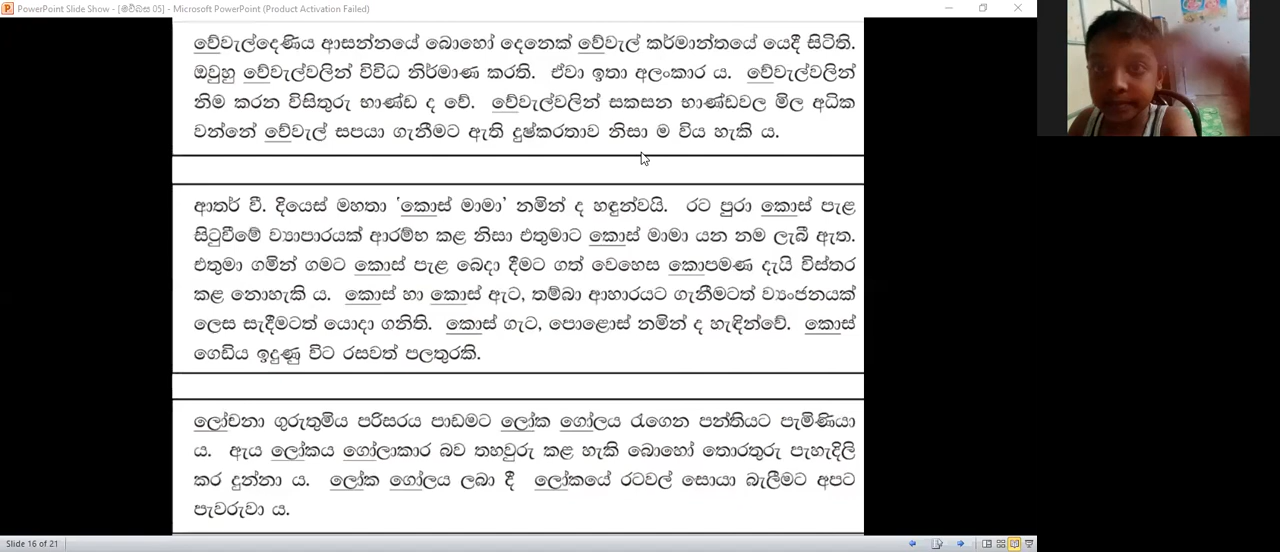 PowerPoint Slide Show - [මව්බස 05] - Microsoft PowerPoint (Product Activation Failed)
වේවැල්දෙණිය ආසන්නයේ බොහෝ දෙනෙක් වේවැල් කර්මාන්තයේ යෙදී සිටිති.
ඔවුහු වේවැල්වලින් විවිධ නිර්මාණ කරති. ඒවා ඉතා අලංකාර ය. වේවැල්වලින්
නිම කරන විසිතුරු භාණ්ඩ ද වේ. වේවැල්වලින් සකසන භාණ්ඩවල මිල අධික
වන්නේ වේවැල් සපයා ගැනීමට ඇති දුෂ්කරතාව නිසා ම විය හැකි ය.
ආතර් වී. දියෙස් මහතා 'කොස් මාමා' නමින් ද හඳුන්වයි. රට පුරා කොස් පැළ
සිටුවීමේ ව්‍යාපාරයක් ආරම්භ කළ නිසා එතුමාට කොස් මාමා යන නම ලැබී ඇත.
එතුමා ගමින් ගමට කොස් පැළ බෙදා දීමට ගත් වෙහෙස කොපමණ දැයි විස්තර
කළ නොහැකි ය. කොස් හා කොස් ඇට, තම්බා ආහාරයට ගැනීමටත් ව්‍යංජනයක්
ලෙස සැදීමටත් යොදා ගනිති. කොස් ගැට, පොළොස් නමින් ද හැඳින්වේ. කොස්
ගෙඩිය ඉදුණු විට රසවත් පලතුරකි.
ලෝචනා ගුරුතුමිය පරිසරය පාඩමට ලෝක ගෝලය රැගෙන පන්තියට පැමිණියා
ය. ඇය ලෝකය ගෝලාකාර බව තහවුරු කළ හැකි බොහෝ තොරතුරු පැහැදිලි
කර දුන්නා ය. ලෝක ගෝලය ලබා දී ලෝකයේ රටවල් සොයා බැලීමට අපට
පැවරුවා ය.
Slide 16 of 21